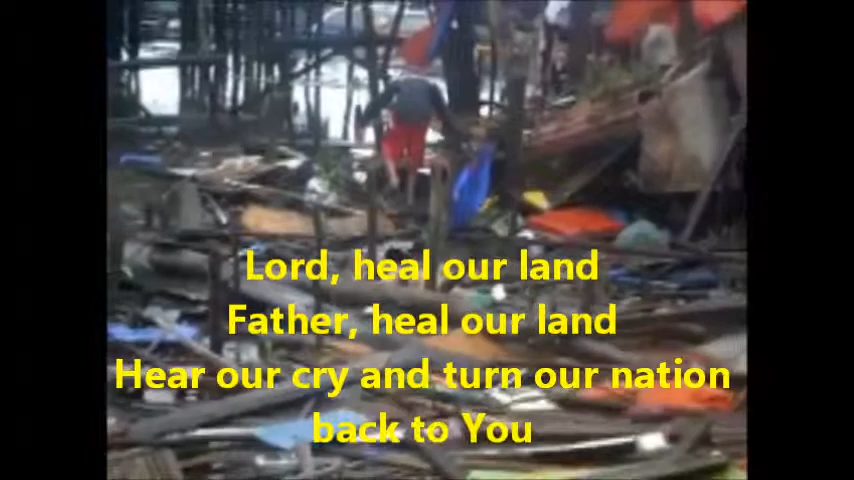 Lord, heal our land
Father, heal our land
Hear our cry and turn our nation
back to You